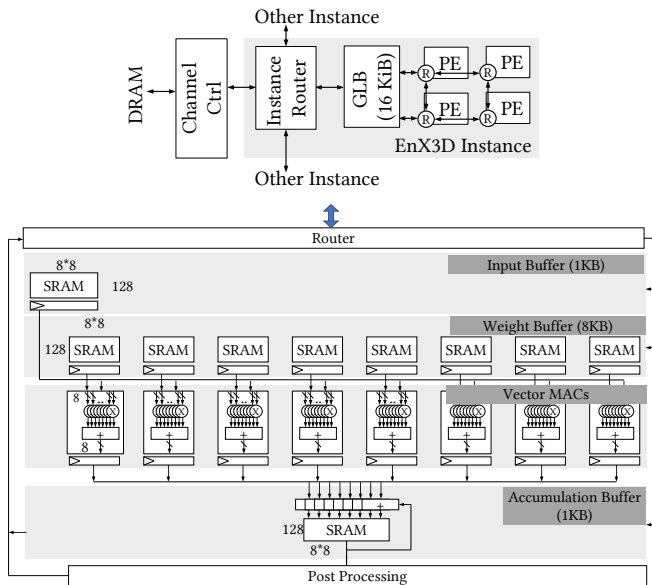 Other Instance
DRAM
Channel
Ctrl
Instance
Router
GLB
(16 KiB)
R
PE
R
PE
R
PE
R
PE
EnX3D Instance
Other Instance
Router
Input Buffer (1KB)
8*8
SRAM
128
8*8
Weight Buffer (8KB)
128
SRAM
SRAM
SRAM
SRAM
SRAM
SRAM
SRAM
SRAM
Vector MACs
8
..
..
..
..
..
..
..
..
X
X
X
X
X
X
X
X
+
+
+
+
+
+
+
+
8
Accumulation Buffer
(1KB)
+
128
SRAM
8*8
Post Processing